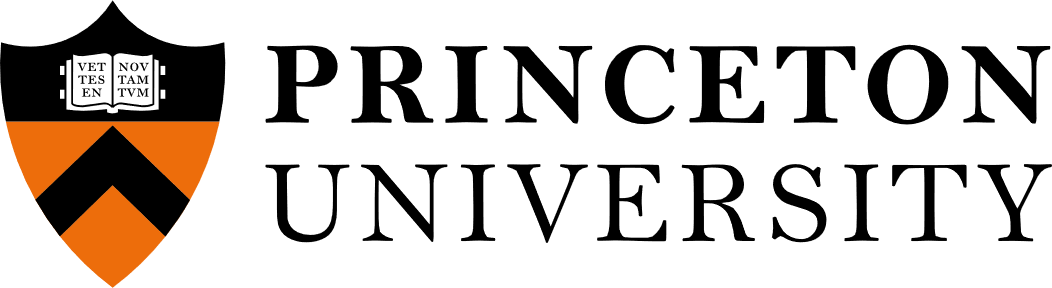 VET NOV
TES TAM
EN TVM
PRINCETON
UNIVERSITY